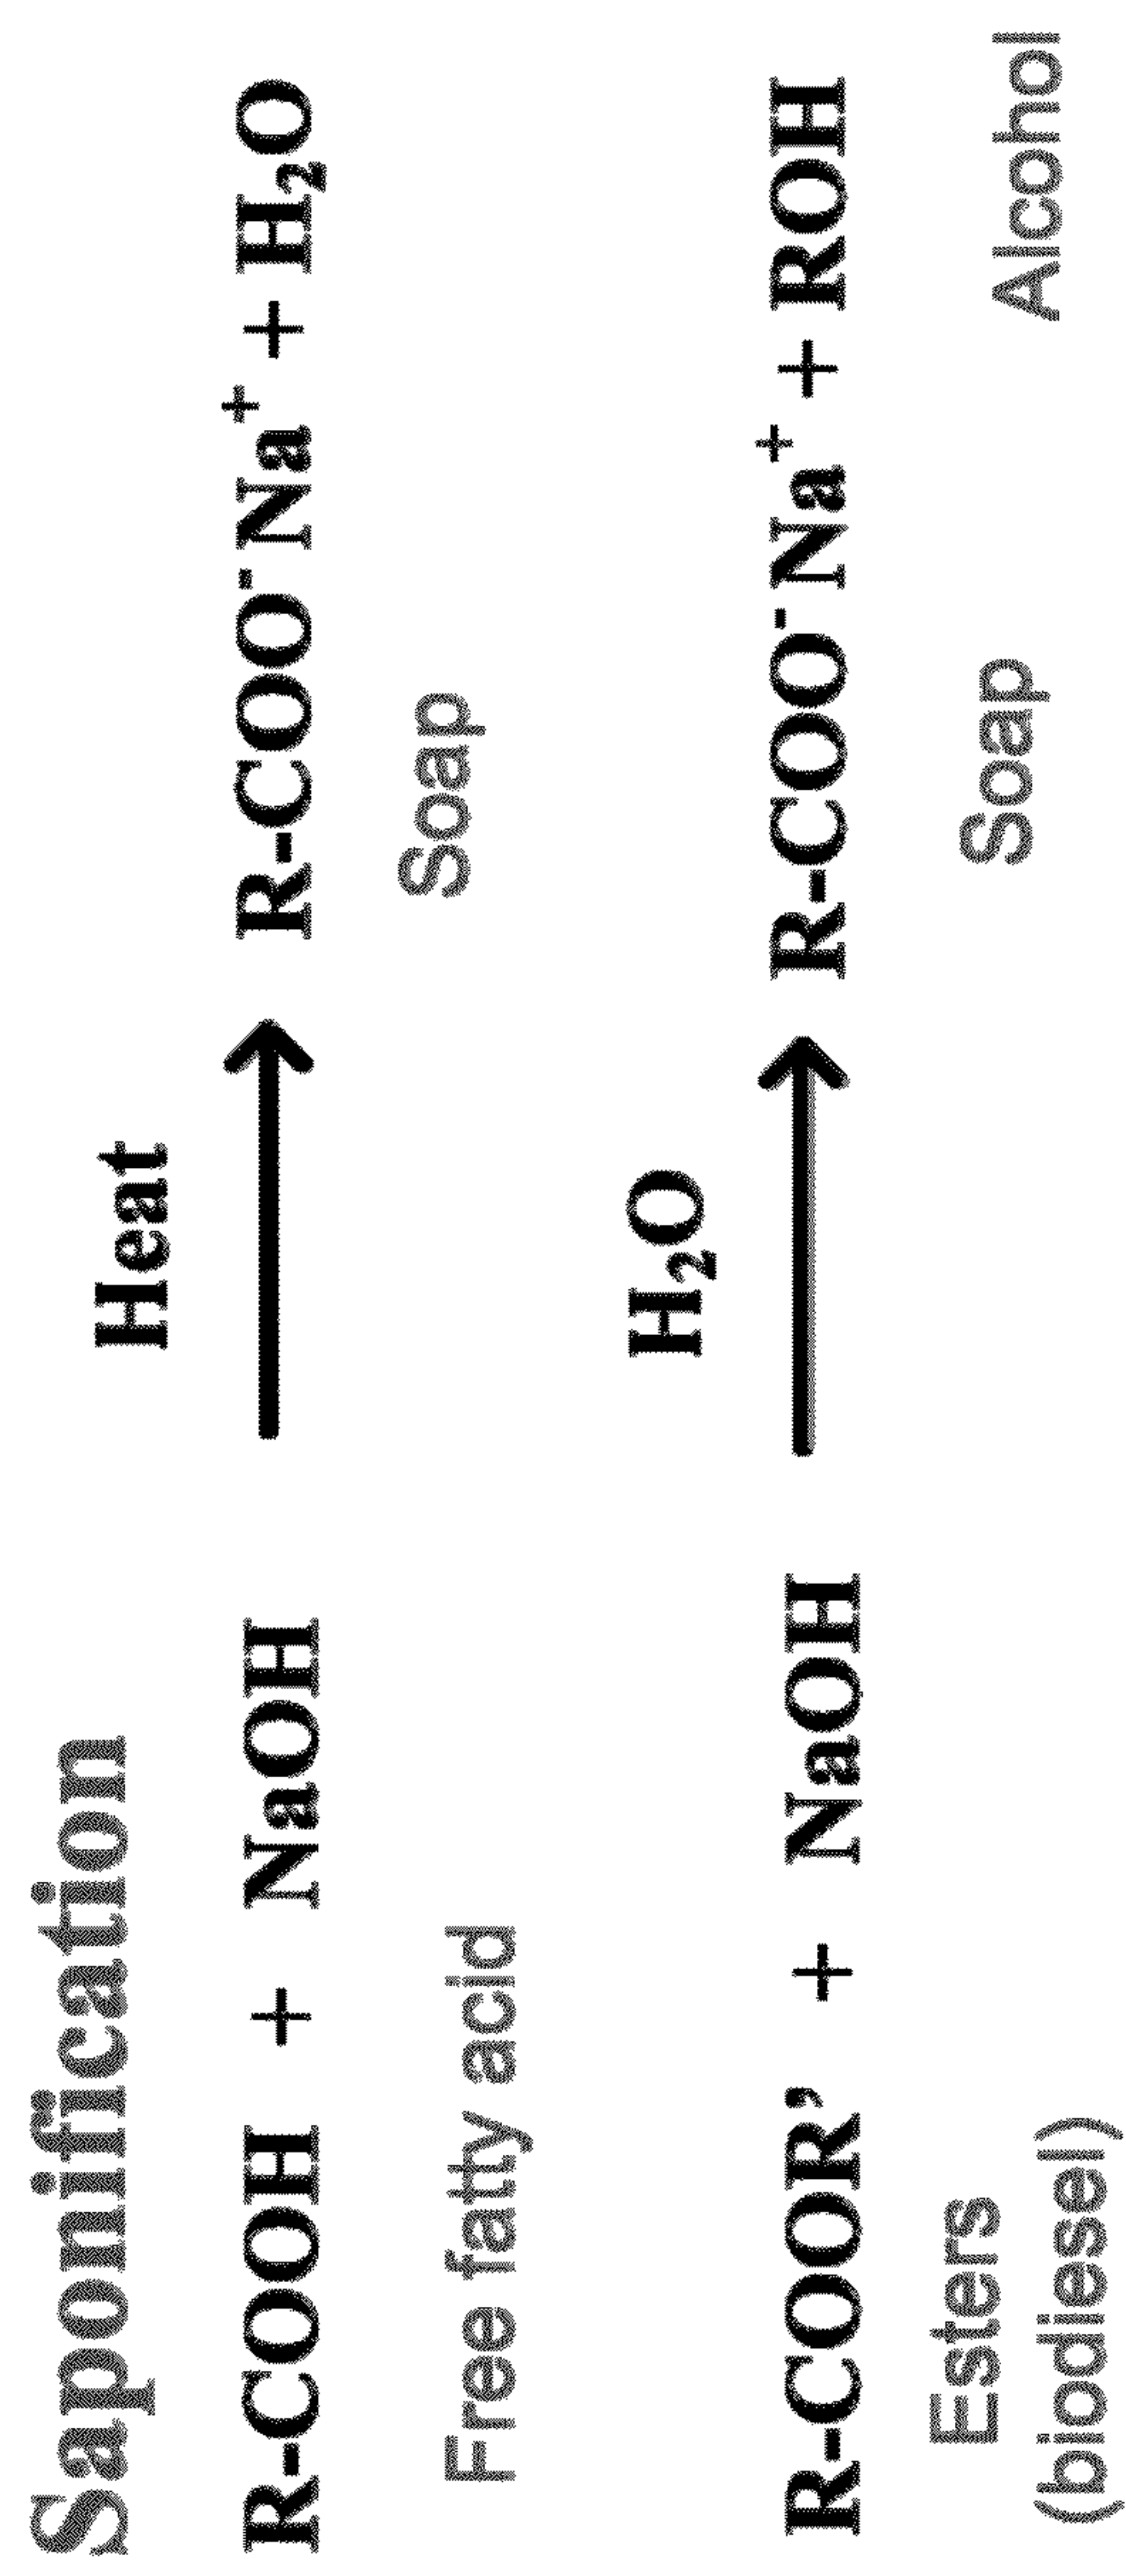 Saponification
Heat
R-COOH + NaOH → R-COO⁻Na⁺ + H₂O
Free fatty acid Soap
H₂O
R-COOR’ + NaOH → R-COO⁻Na⁺ + ROH
Esters Soap Alcohol
(biodiesel)